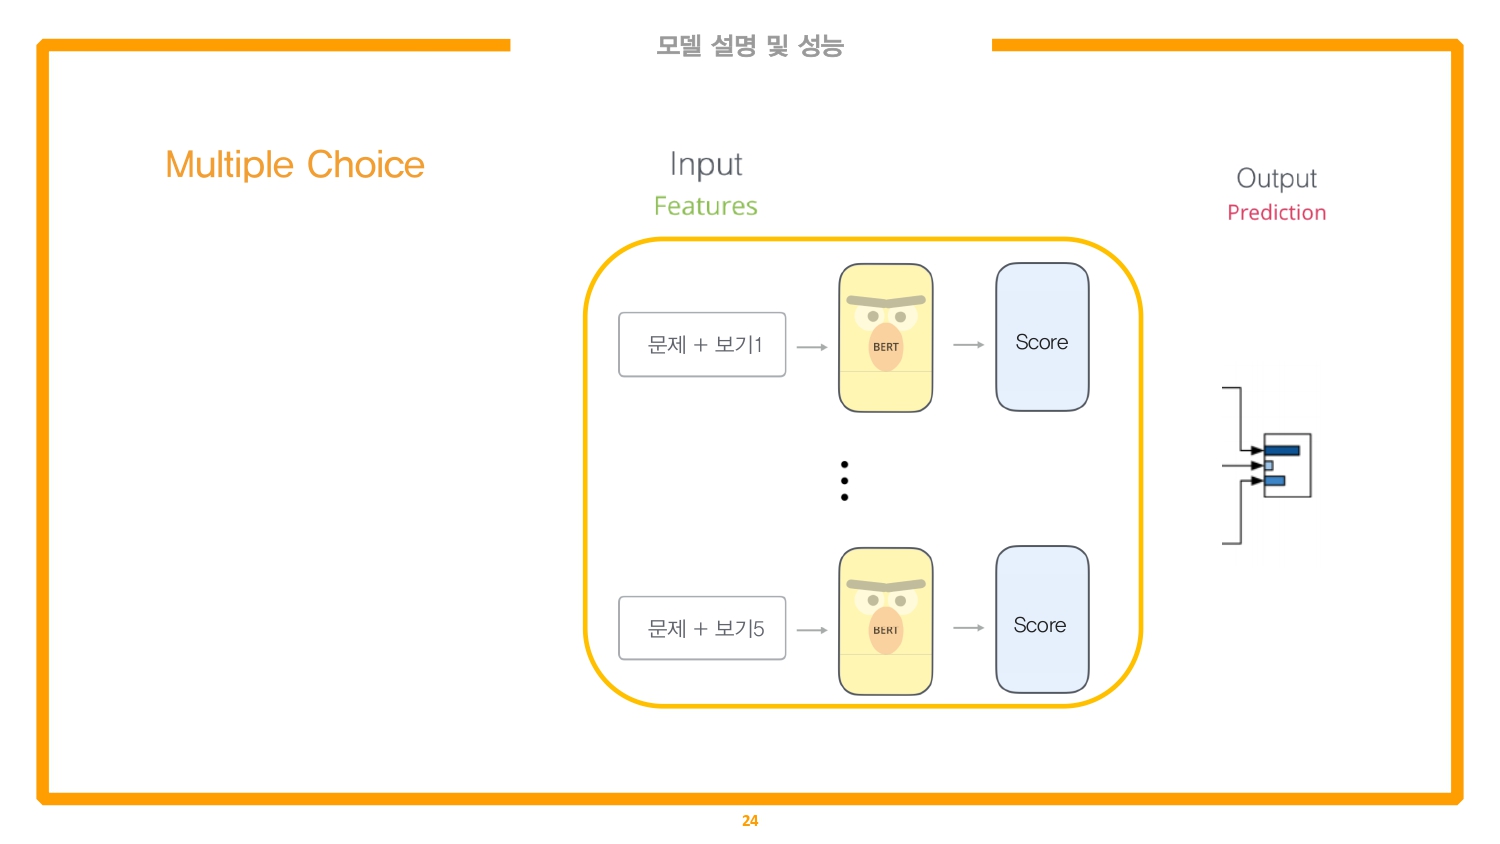 모델 설명 및 성능
Multiple Choice
Input
Features
Output
Prediction
문제 + 보기1
BERT
Score
문제 + 보기5
BERT
Score
24